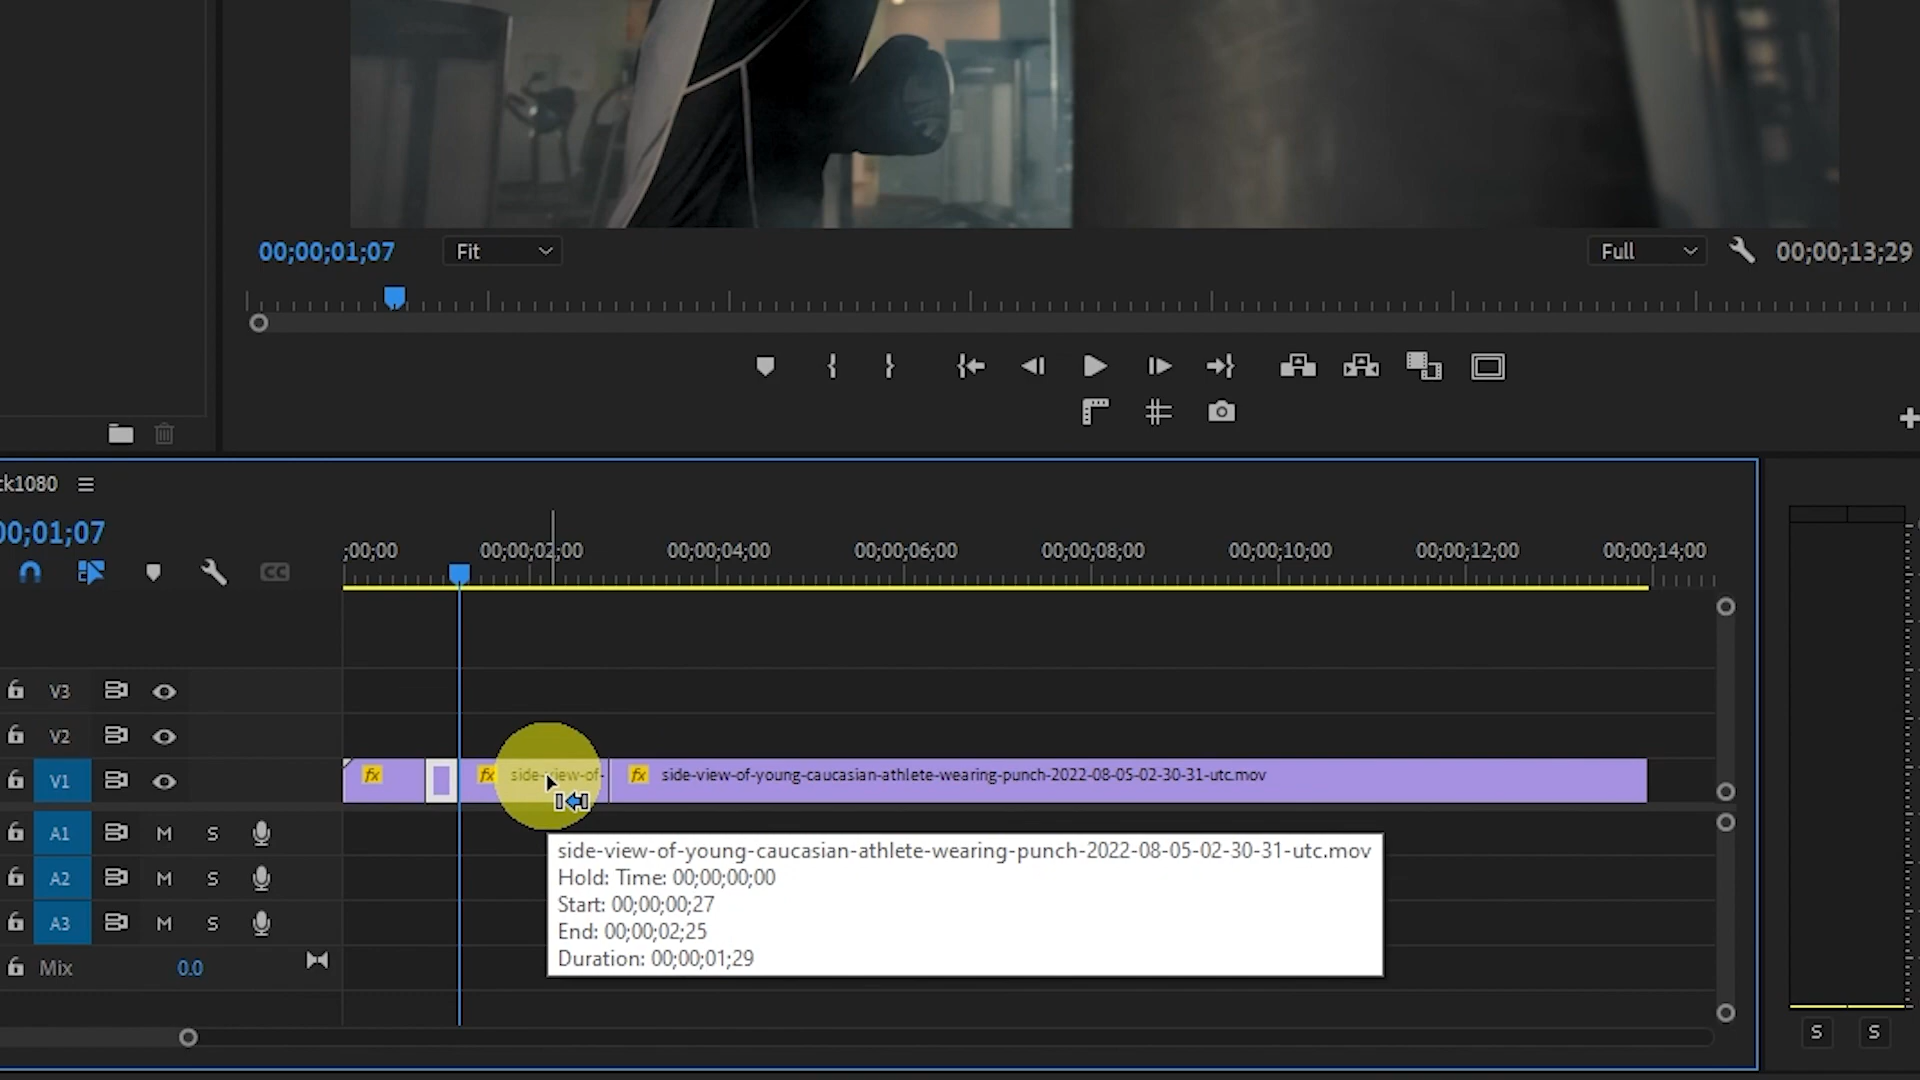 00;00;01;07
Fit
Full
00;00;13;29
ck1080
00;01;07
;00;00
00;00;02;00
00;00;04;00
00;00;06;00
00;00;08;00
00;00;10;00
00;00;12;00
00;00;14;00
CC
V3
V2
V1
fx
fx side-view-of-
fx side-view-of-young-caucasian-athlete-wearing-punch-2022-08-05-02-30-31-utc.mov
A1 M S
side-view-of-young-caucasian-athlete-wearing-punch-2022-08-05-02-30-31-utc.mov
Hold: Time: 00;00;00;00
Start: 00;00;00;27
End: 00;00;02;25
Duration: 00;00;01;29
A2 M S
A3 M S
Mix 0.0
S S